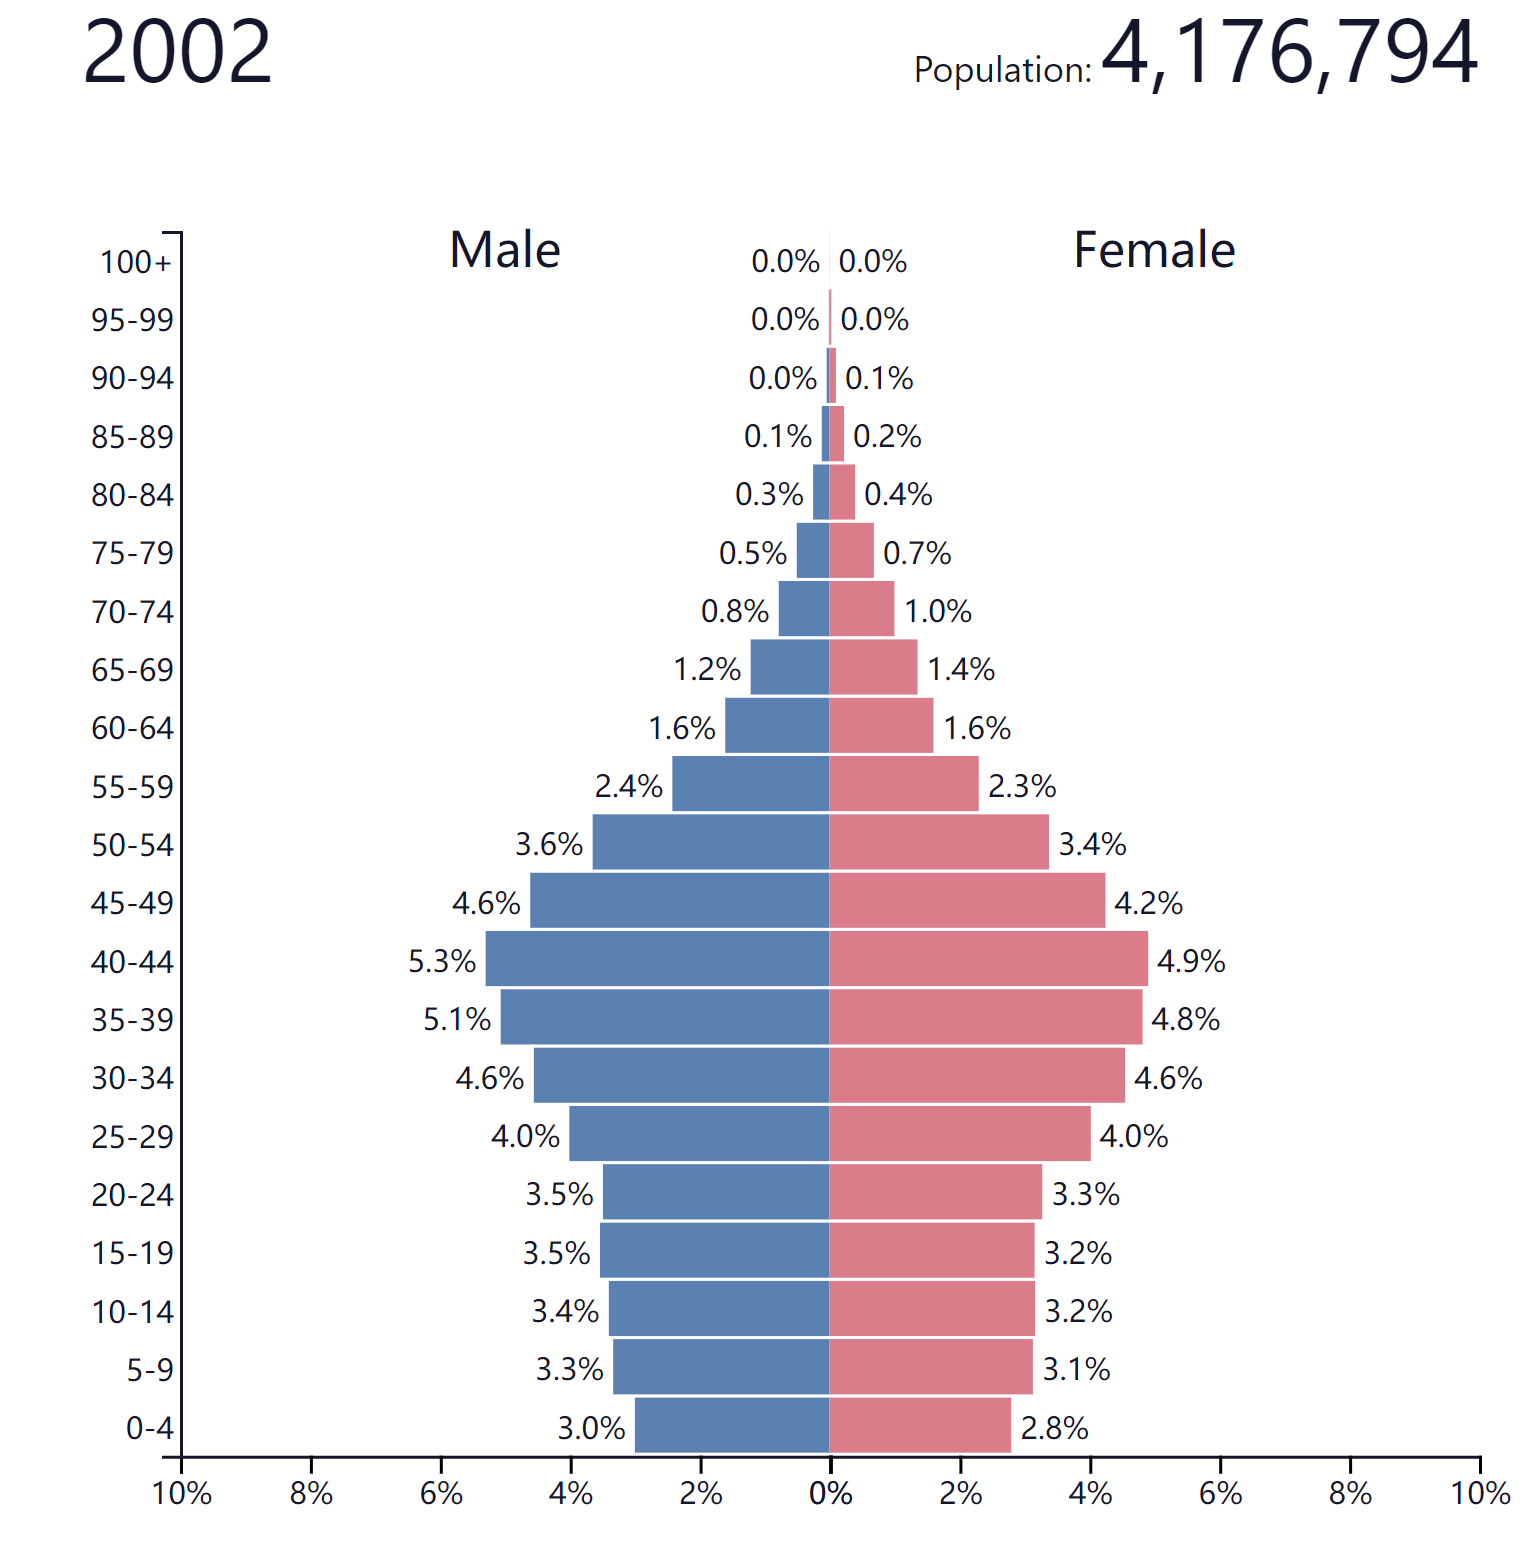 2002
Population: 4,176,794
Male
Female
100+ 0.0% 0.0%
95-99 0.0% 0.0%
90-94 0.0% 0.1%
85-89 0.1% 0.2%
80-84 0.3% 0.4%
75-79 0.5% 0.7%
70-74 0.8% 1.0%
65-69 1.2% 1.4%
60-64 1.6% 1.6%
55-59 2.4% 2.3%
50-54 3.6% 3.4%
45-49 4.6% 4.2%
40-44 5.3% 4.9%
35-39 5.1% 4.8%
30-34 4.6% 4.6%
25-29 4.0% 4.0%
20-24 3.5% 3.3%
15-19 3.5% 3.2%
10-14 3.4% 3.2%
5-9 3.3% 3.1%
0-4 3.0% 2.8%
10% 8% 6% 4% 2% 0% 2% 4% 6% 8% 10%